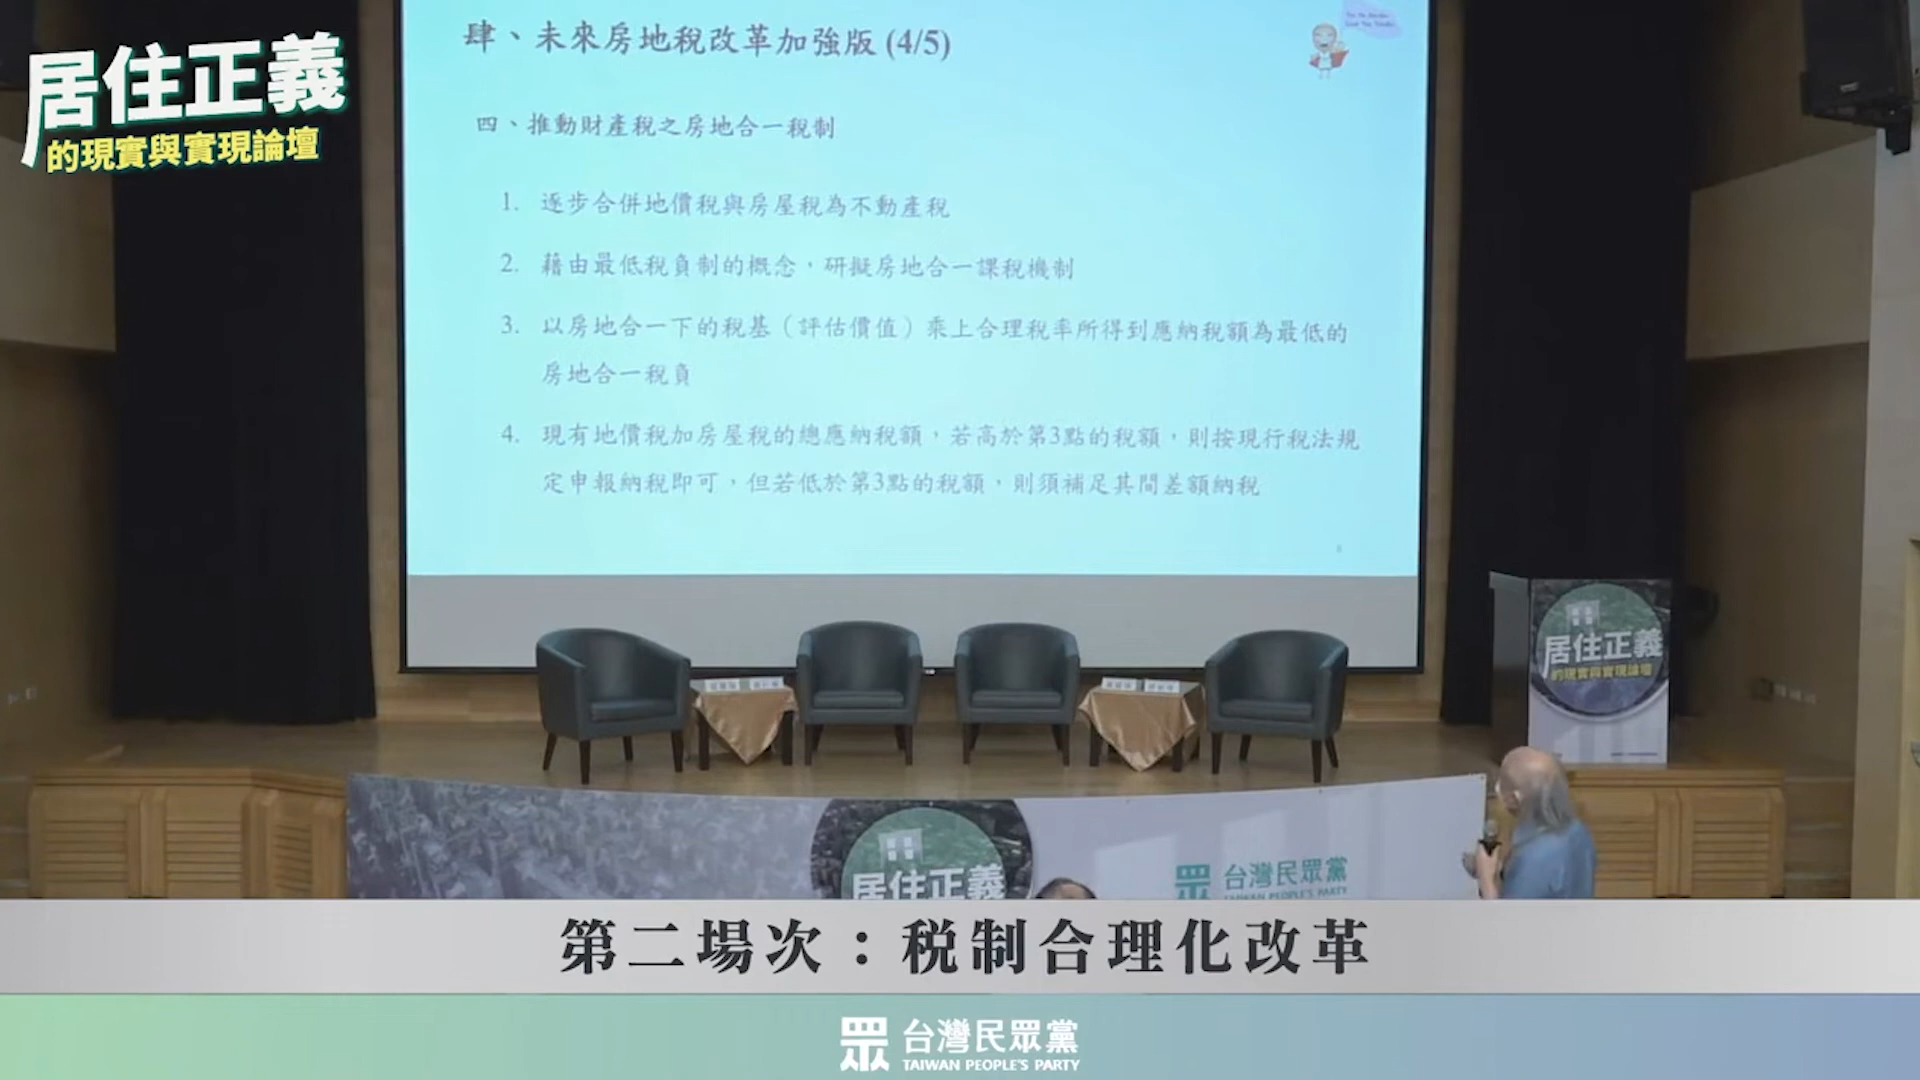 居住正義
的現實與實現論壇
肆、未來房地稅改革加強版 (4/5)
四、推動財產稅之房地合一稅制
1. 逐步合併地價稅與房屋稅為不動產稅
2. 藉由最低稅負制的概念，研擬房地合一課稅機制
3. 以房地合一下的稅基（評估價值）乘上合理稅率所得到應納稅額為最低的
房地合一稅負
4. 現有地價稅加房屋稅的總應納稅額，若高於第3點的稅額，則按現行稅法規
定申報納稅即可，但若低於第3點的稅額，則須補足其間差額納稅
居住正義
的現實與實現論壇
居住正義
眾 台灣民眾黨
TAIWAN PEOPLE'S PARTY
第二場次：稅制合理化改革
眾 台灣民眾黨
TAIWAN PEOPLE'S PARTY